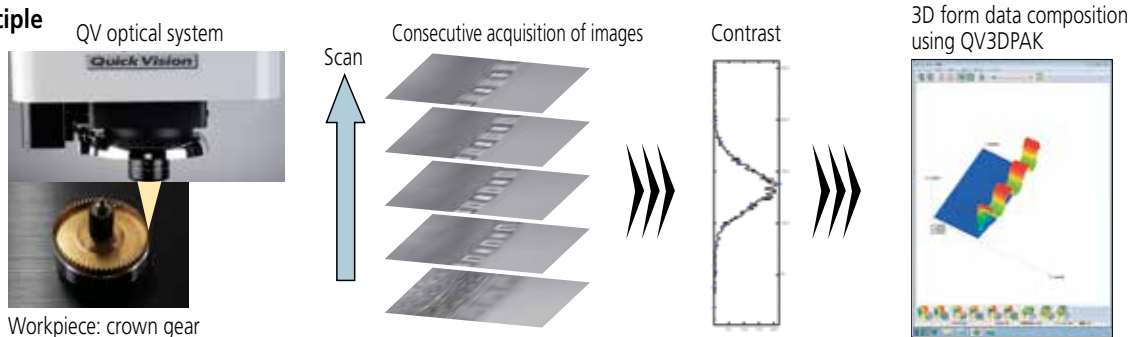 ciple
QV optical system
Quick Vision
Workpiece: crown gear
Scan
Consecutive acquisition of images
Contrast
3D form data composition
using QV3DPAK